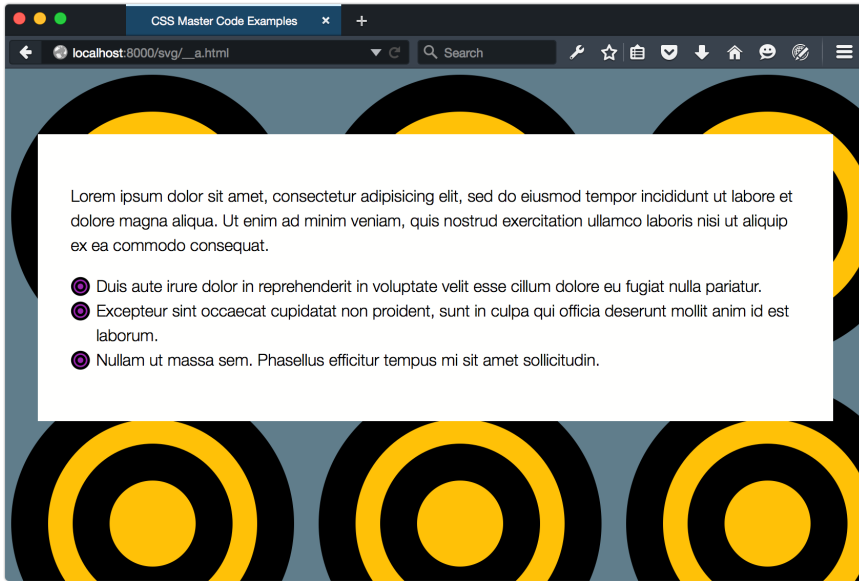 CSS Master Code Examples
localhost:8000/svg/__a.html
Search
Lorem ipsum dolor sit amet, consectetur adipisicing elit, sed do eiusmod tempor incididunt ut labore et
dolore magna aliqua. Ut enim ad minim veniam, quis nostrud exercitation ullamco laboris nisi ut aliquip
ex ea commodo consequat.
Duis aute irure dolor in reprehenderit in voluptate velit esse cillum dolore eu fugiat nulla pariatur.
Excepteur sint occaecat cupidatat non proident, sunt in culpa qui officia deserunt mollit anim id est
laborum.
Nullam ut massa sem. Phasellus efficitur tempus mi sit amet sollicitudin.